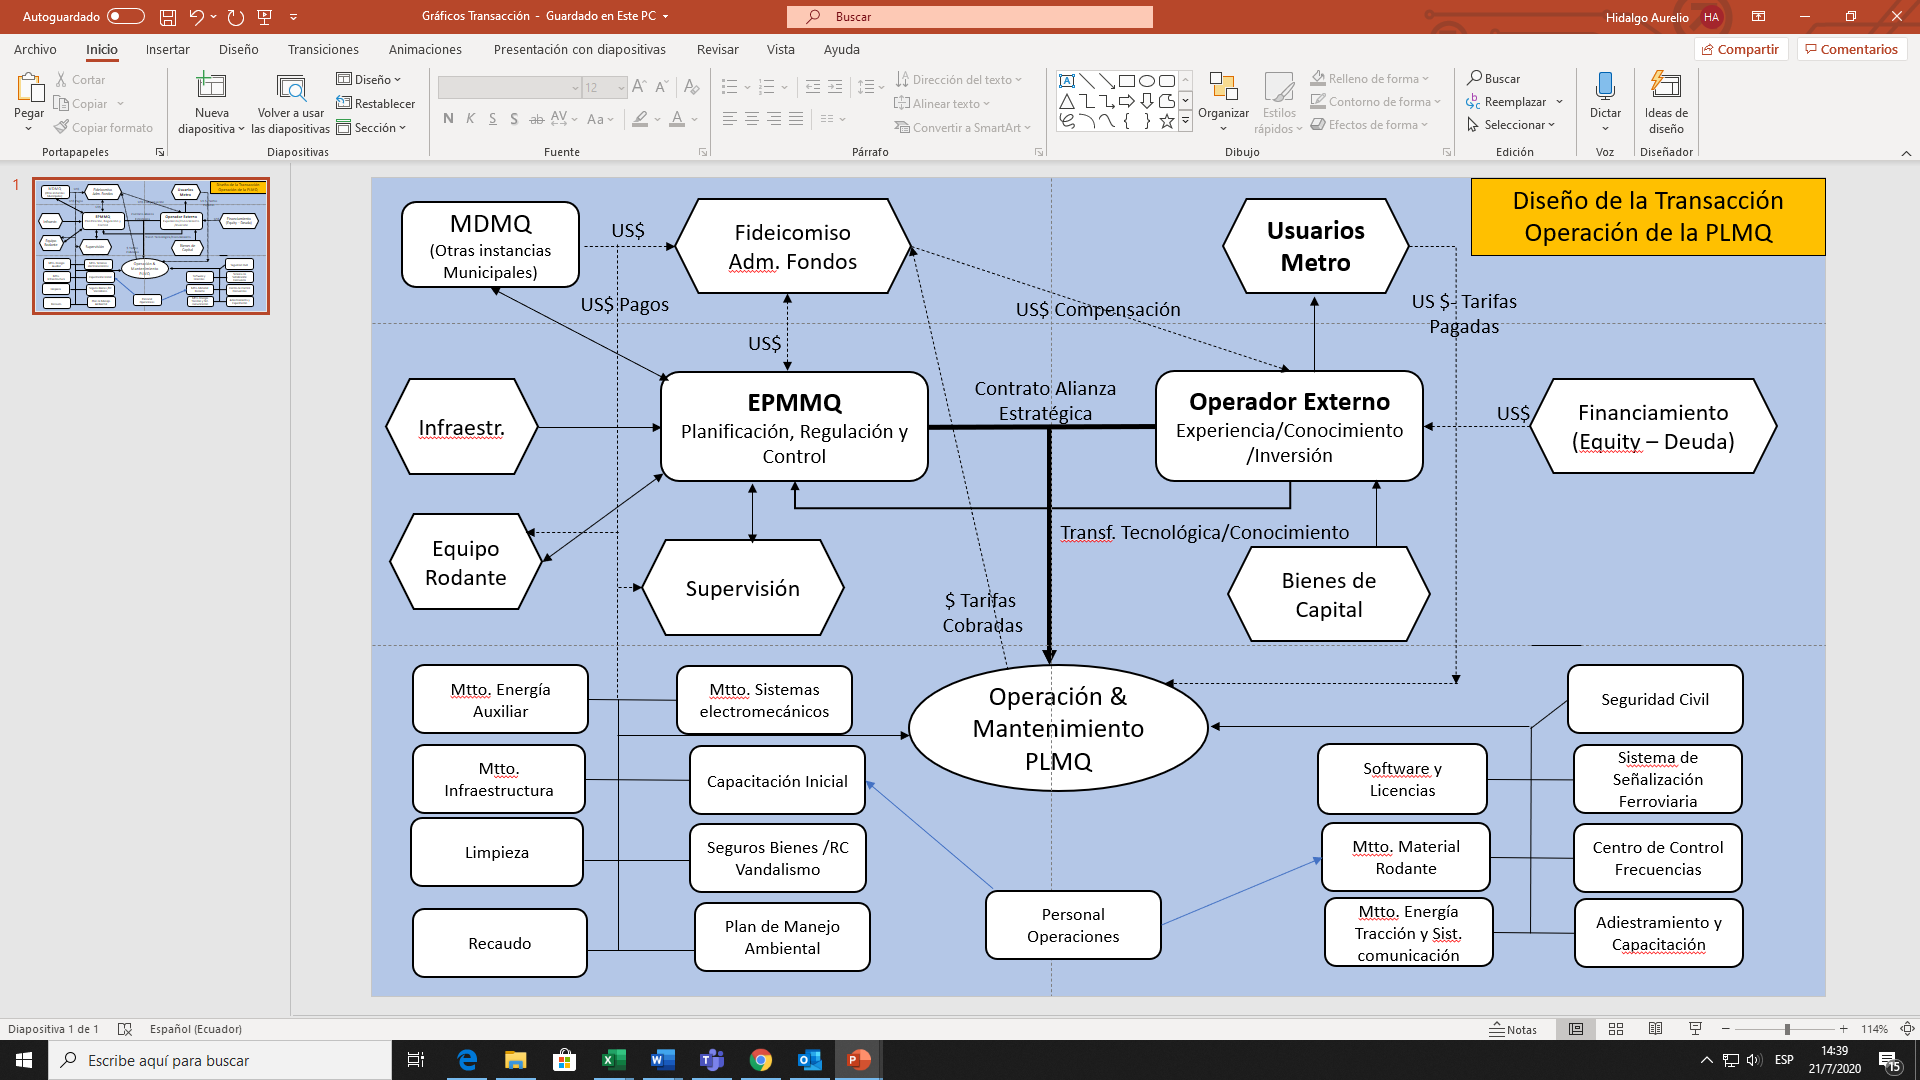 Autoguardado
Gráficos Transacción - Guardado en Este PC
Buscar
Hidalgo Aurelio
HA
Archivo
Inicio
Insertar
Diseño
Transiciones
Animaciones
Presentación con diapositivas
Revisar
Vista
Ayuda
Compartir
Comentarios
Pegar
Cortar
Copiar
Copiar formato
Portapapeles
Nueva
diapositiva
Volver a usar
las diapositivas
Diseño
Restablecer
Sección
Diapositivas
12
N K S S ab AV Aa A
Fuente
Dirección del texto
Alinear texto
Convertir a SmartArt
Párrafo
Organizar
Estilos
rápidos
Relleno de forma
Contorno de forma
Efectos de forma
Dibujo
Buscar
Reemplazar
Seleccionar
Edición
Dictar
Voz
Ideas de
diseño
Diseñador
1
Diseño de la Transacción
Operación de la PLMQ
MDMQ
(Otras instancias
Municipales)
US$
Fideicomiso
Adm. Fondos
Usuarios
Metro
US$ Pagos
US$ Compensación
US $- Tarifas
Pagadas
US$
Infraestr.
EPMMQ
Planificación, Regulación y
Control
Contrato Alianza
Estratégica
Operador Externo
Experiencia/Conocimiento
/Inversión
US$
Financiamiento
(Equity – Deuda)
Equipo
Rodante
Supervisión
Transf. Tecnológica/Conocimiento
Bienes de
Capital
$ Tarifas
Cobradas
Mtto. Energía
Auxiliar
Mtto. Sistemas
electromecánicos
Operación &
Mantenimiento
PLMQ
Seguridad Civil
Mtto.
Infraestructura
Capacitación Inicial
Software y
Licencias
Sistema de
Señalización
Ferroviaria
Limpieza
Seguros Bienes /RC
Vandalismo
Mtto. Material
Rodante
Centro de Control
Frecuencias
Recaudo
Plan de Manejo
Ambiental
Personal
Operaciones
Mtto. Energía
Tracción y Sist.
comunicación
Adiestramiento y
Capacitación
Diapositiva 1 de 1
Español (Ecuador)
Notas
114%
Escribe aquí para buscar
ESP
14:39
21/7/2020
15